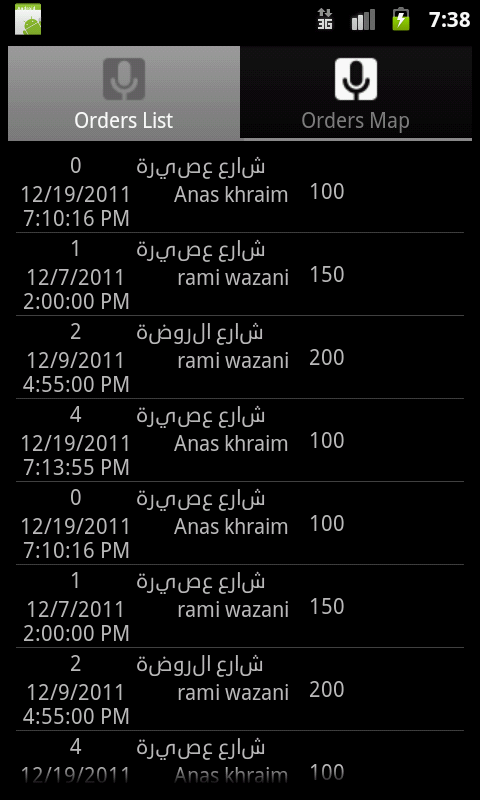 7:38
Orders List
Orders Map
0 شارع عصيرة
12/19/2011 Anas khraim 100
7:10:16 PM
1 شارع عصيرة
12/7/2011 rami wazani 150
2:00:00 PM
2 شارع الروضة
12/9/2011 rami wazani 200
4:55:00 PM
4 شارع عصيرة
12/19/2011 Anas khraim 100
7:13:55 PM
0 شارع عصيرة
12/19/2011 Anas khraim 100
7:10:16 PM
1 شارع عصيرة
12/7/2011 rami wazani 150
2:00:00 PM
2 شارع الروضة
12/9/2011 rami wazani 200
4:55:00 PM
4 شارع عصيرة
12/19/2011 Anas khraim 100